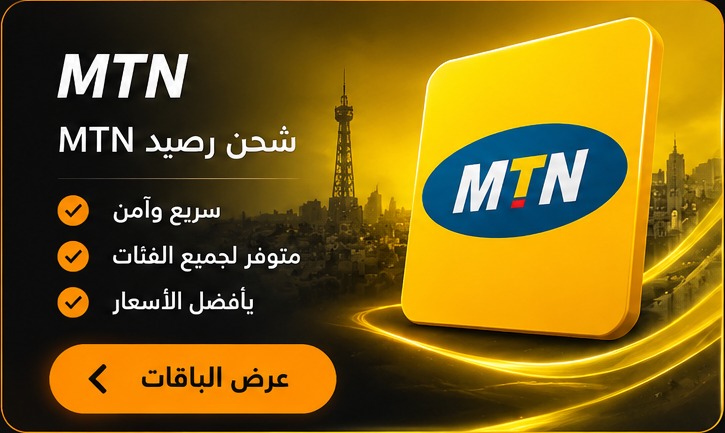 MTN
شحن رصيد MTN
سريع وآمن
متوفر لجميع الفئات
يأفضل الأسعار
عرض الباقات
MTN